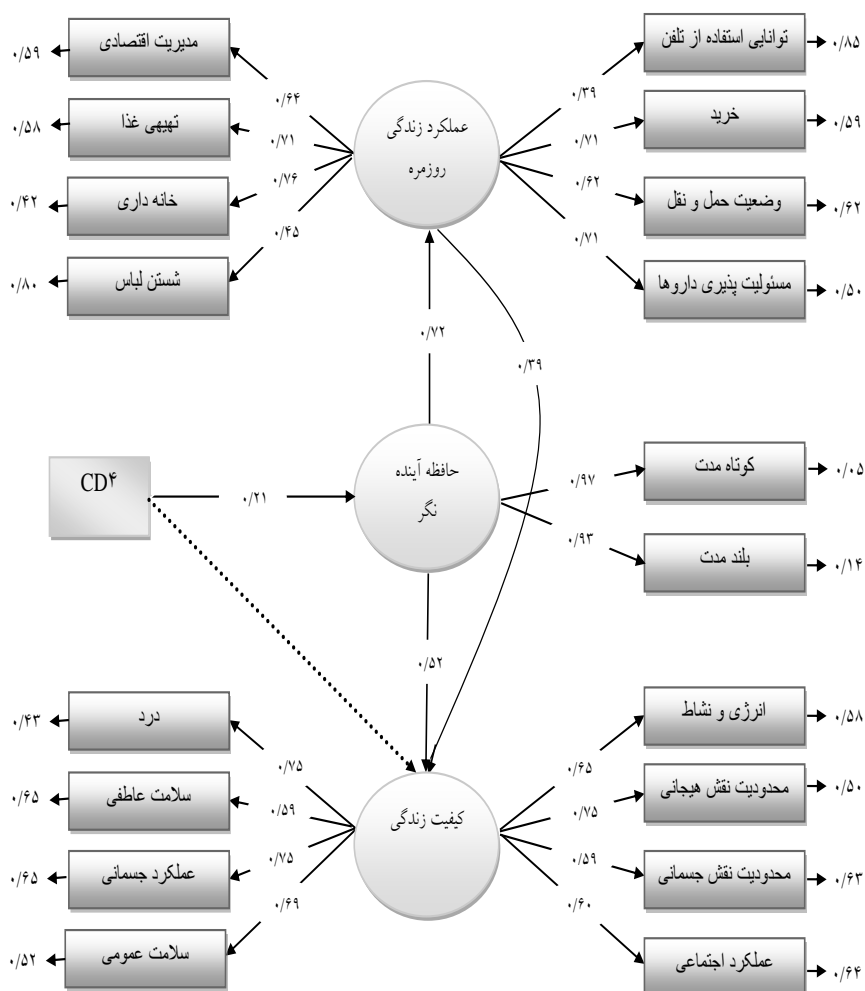 مدیریت اقتصادی
۰/۵۹
۰/۶۴
تهیهی غذا
۰/۵۸
۰/۷۱
خانه داری
۰/۴۲
۰/۷۶
شستن لباس
۰/۸۰
۰/۴۵
عملکرد زندگی
روزمره
توانایی استفاده از تلفن
۰/۸۵
۰/۳۹
خرید
۰/۵۹
۰/۷۱
وضعیت حمل و نقل
۰/۶۲
۰/۶۲
مسئولیت پذیری داروها
۰/۵۰
۰/۷۱
۰/۷۲
۰/۳۹
CD۴
۰/۲۱
حافظه آینده
نگر
۰/۹۷
کوتاه مدت
۰/۰۵
۰/۹۳
بلند مدت
۰/۱۴
۰/۵۲
درد
۰/۴۳
۰/۷۵
سلامت عاطفی
۰/۶۵
۰/۵۹
عملکرد جسمانی
۰/۶۵
۰/۷۵
سلامت عمومی
۰/۵۲
۰/۶۹
کیفیت زندگی
انرژی و نشاط
۰/۵۸
۰/۶۵
محدودیت نقش هیجانی
۰/۵۰
۰/۷۵
محدودیت نقش جسمانی
۰/۶۳
۰/۵۹
عملکرد اجتماعی
۰/۶۴
۰/۶۰